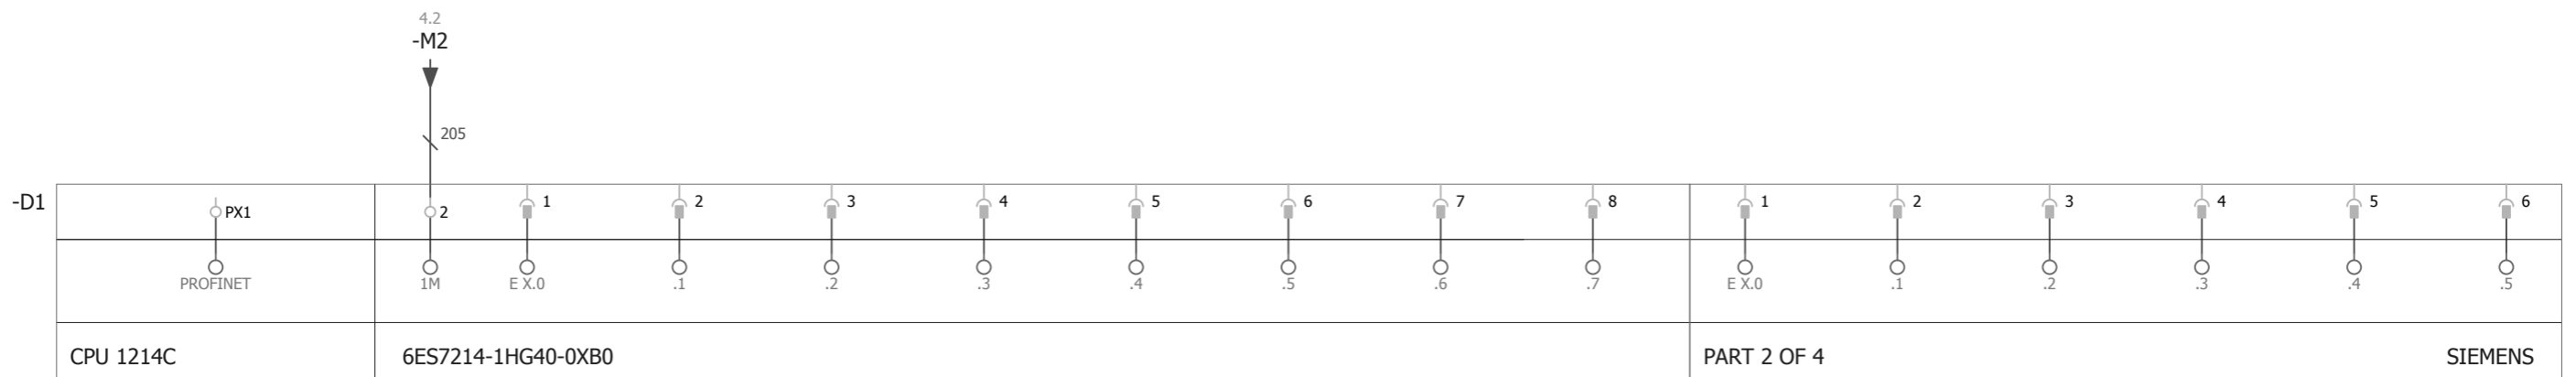 4.2
-M2
205
-D1
PX1 2 1 2 3 4 5 6 7 8 1 2 3 4 5 6
PROFINET 1M E X.0 .1 .2 .3 .4 .5 .6 .7 E X.0 .1 .2 .3 .4 .5
CPU 1214C 6ES7214-1HG40-0XB0 PART 2 OF 4 SIEMENS